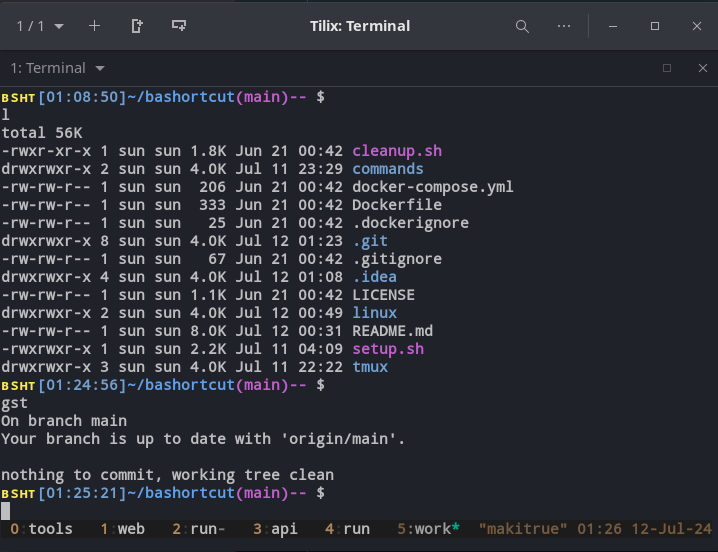 1 / 1
Tilix: Terminal
1: Terminal
BSHT[01:08:50]~/bashortcut(main)-- $
l
total 56K
-rwxr-xr-x 1 sun sun 1.8K Jun 21 00:42 cleanup.sh
drwxrwxr-x 2 sun sun 4.0K Jul 11 23:29 commands
-rw-rw-r-- 1 sun sun  206 Jun 21 00:42 docker-compose.yml
-rw-rw-r-- 1 sun sun  333 Jun 21 00:42 Dockerfile
-rw-rw-r-- 1 sun sun   25 Jun 21 00:42 .dockerignore
drwxrwxr-x 8 sun sun 4.0K Jul 12 01:23 .git
-rw-rw-r-- 1 sun sun   67 Jun 21 00:42 .gitignore
drwxrwxr-x 4 sun sun 4.0K Jul 12 01:08 .idea
-rw-rw-r-- 1 sun sun 1.1K Jun 21 00:42 LICENSE
drwxrwxr-x 2 sun sun 4.0K Jul 12 00:49 linux
-rw-rw-r-- 1 sun sun 8.0K Jul 12 00:31 README.md
-rwxrwxr-x 1 sun sun 2.2K Jul 11 04:09 setup.sh
drwxrwxr-x 3 sun sun 4.0K Jul 11 22:22 tmux
BSHT[01:24:56]~/bashortcut(main)-- $
gst
On branch main
Your branch is up to date with 'origin/main'.
nothing to commit, working tree clean
BSHT[01:25:21]~/bashortcut(main)-- $
0:tools 1:web 2:run- 3:api 4:run 5:work* "makitrue" 01:26 12-Jul-24